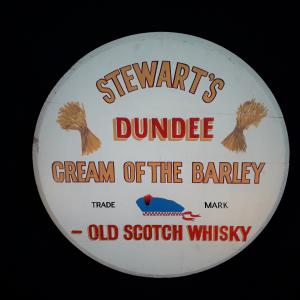 STEWART'S
DUNDEE
CREAM OF THE BARLEY
TRADE MARK
- OLD SCOTCH WHISKY